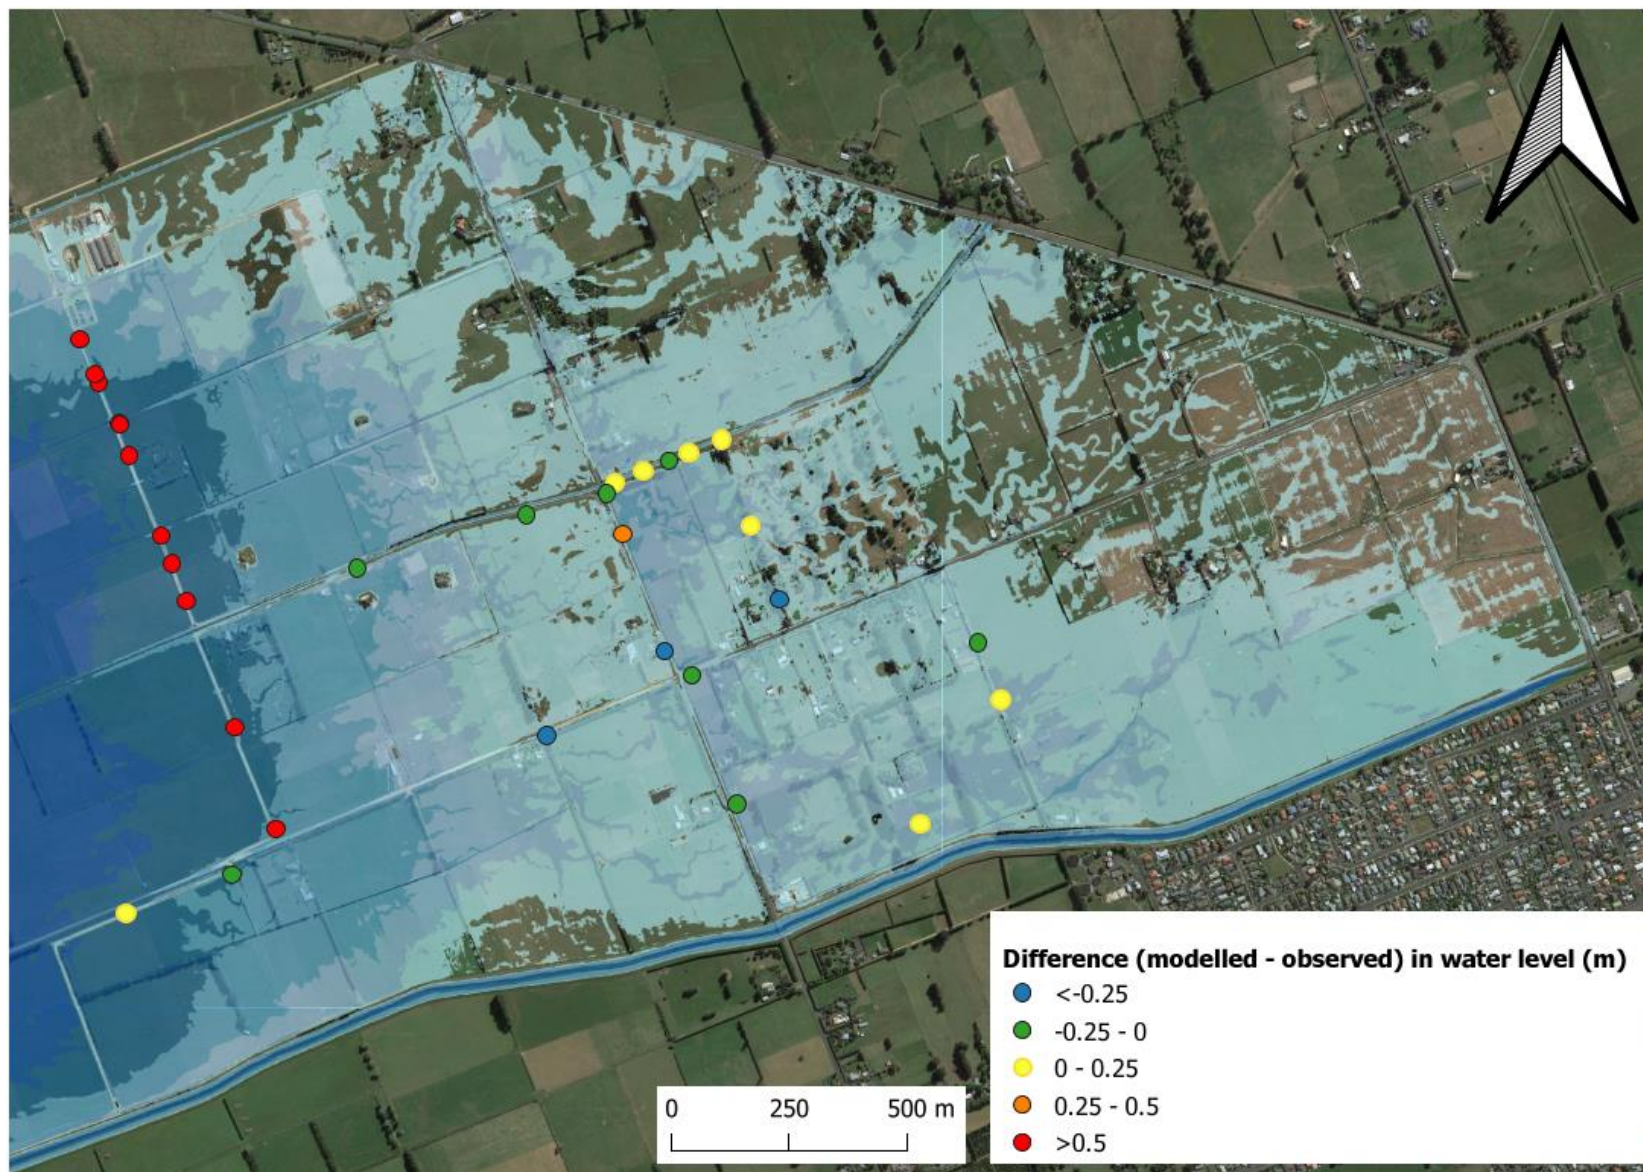 Difference (modelled - observed) in water level (m)
<-0.25
-0.25 - 0
0 - 0.25
0.25 - 0.5
>0.5
0 250 500 m